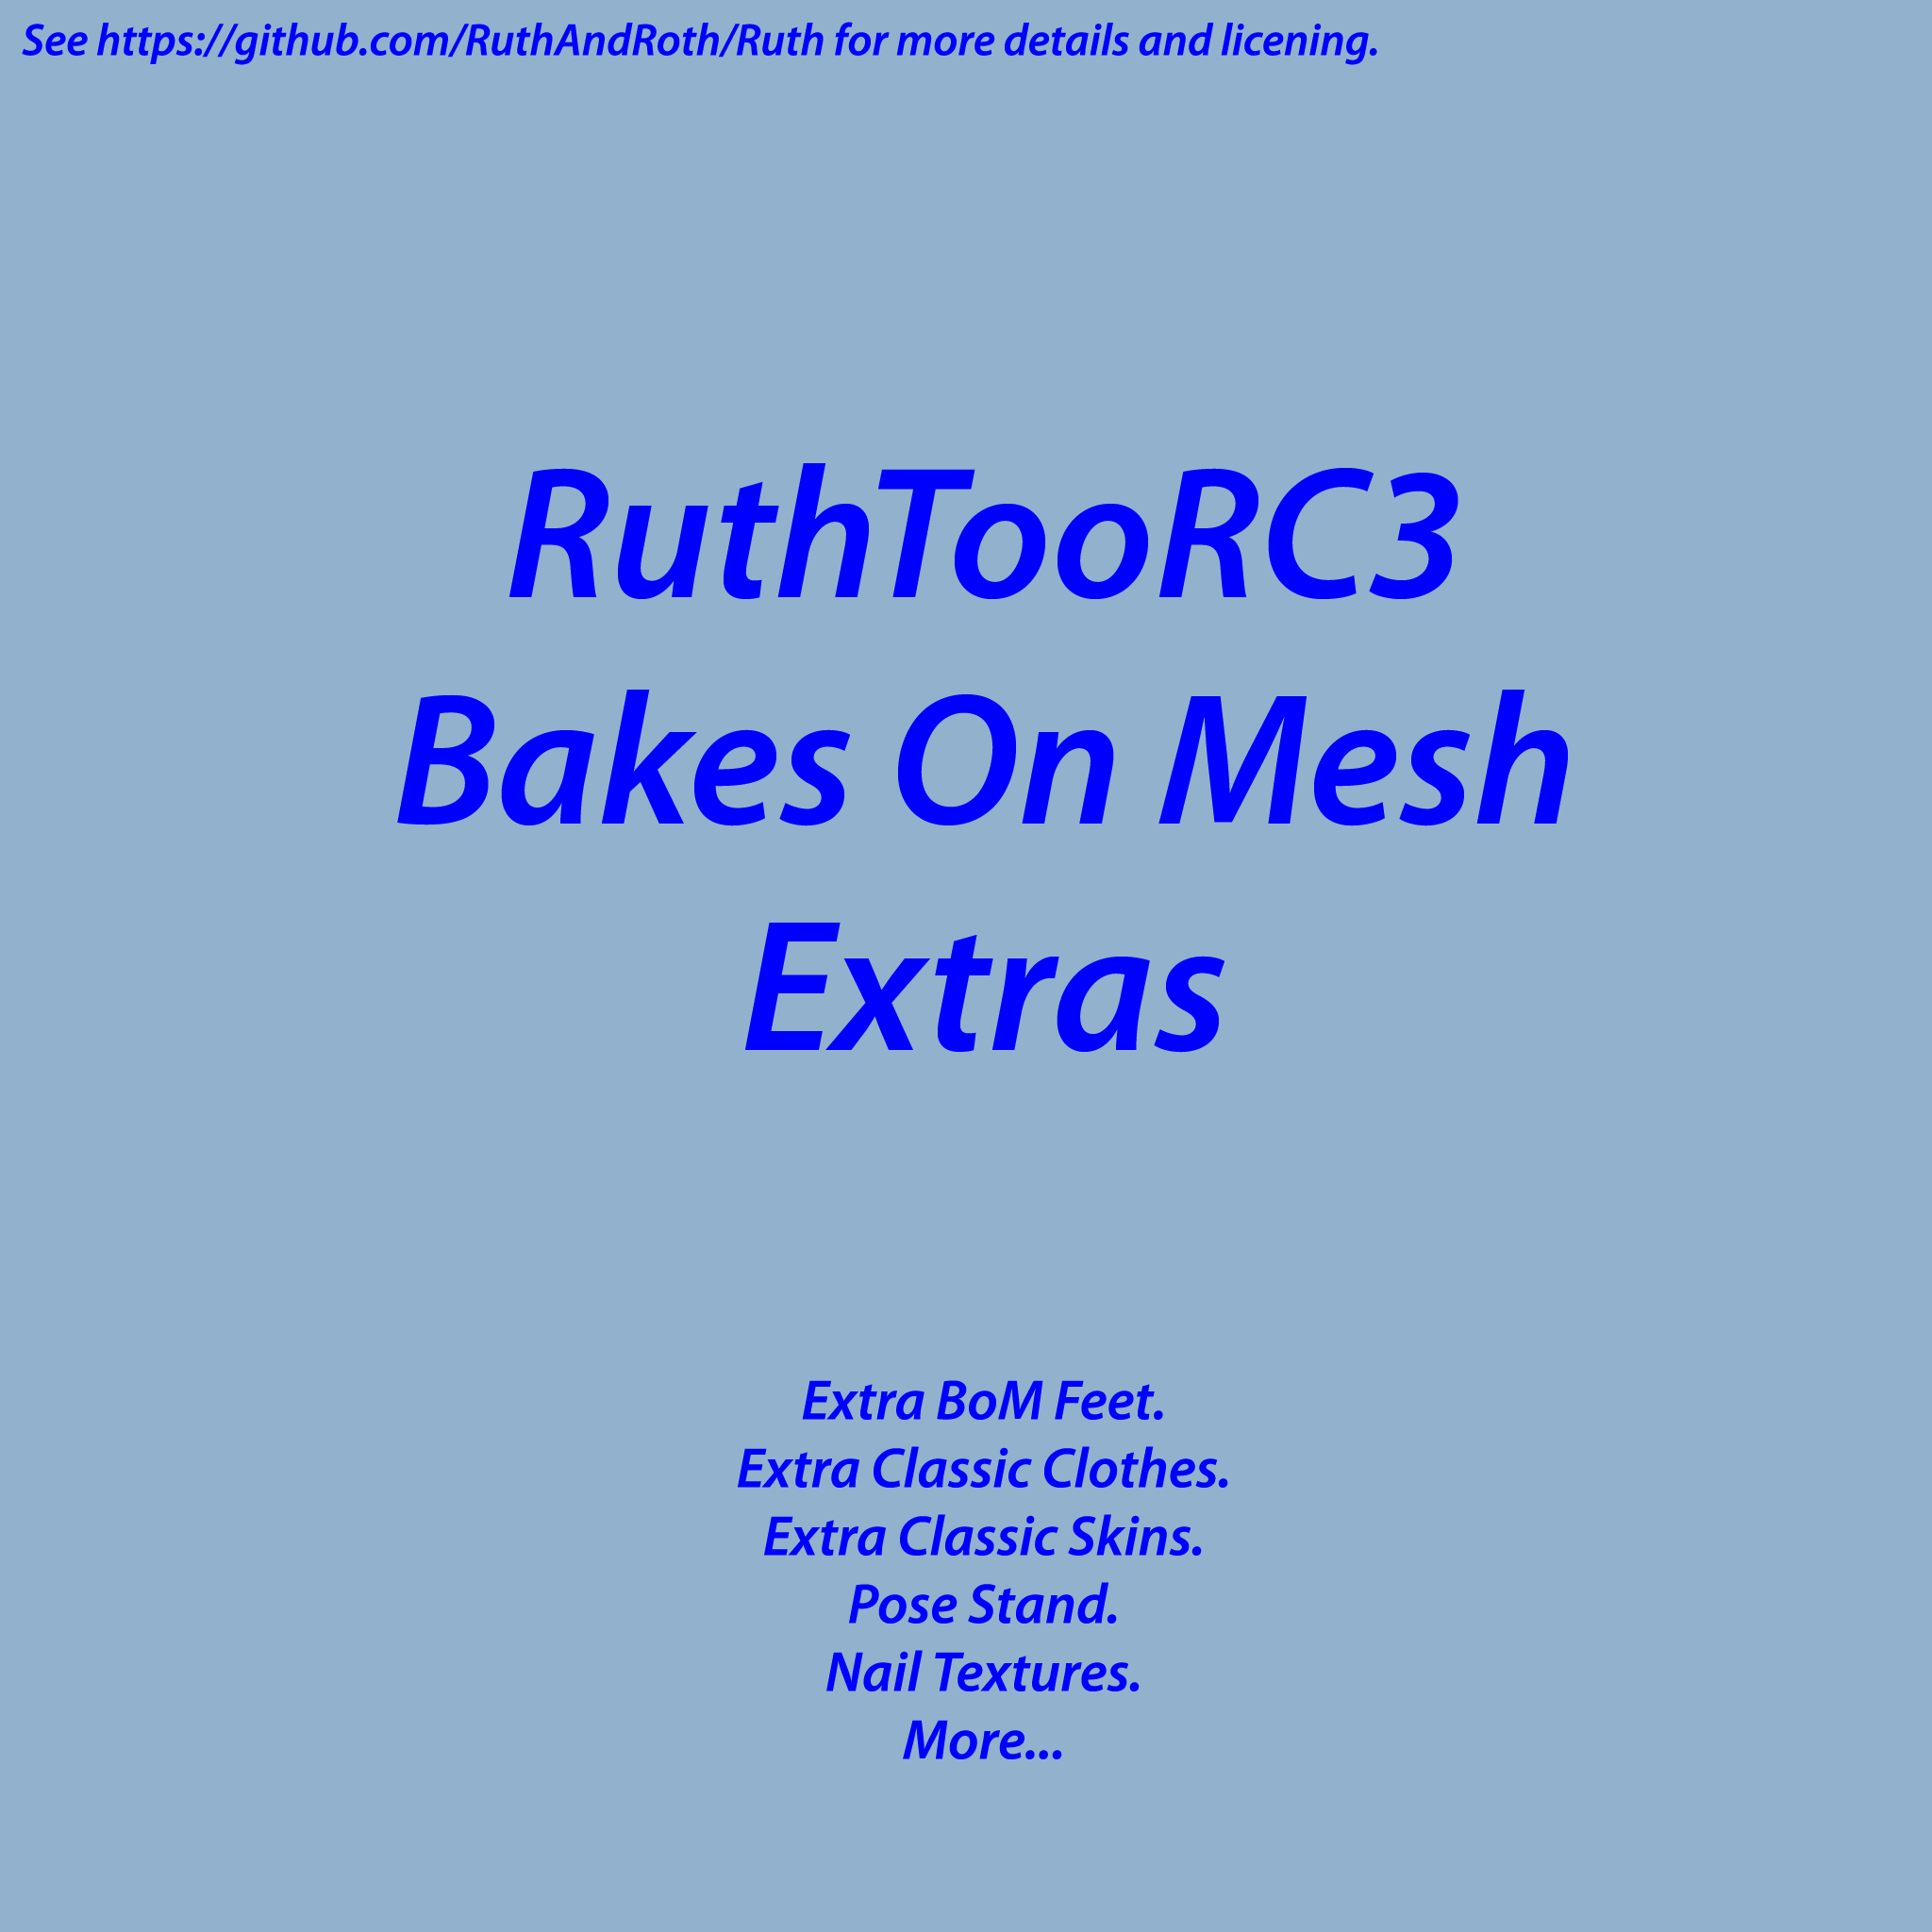 See https://github.com/RuthAndRoth/Ruth for more details and licening.
RuthTooRC3
Bakes On Mesh
Extras
Extra BoM Feet.
Extra Classic Clothes.
Extra Classic Skins.
Pose Stand.
Nail Textures.
More...